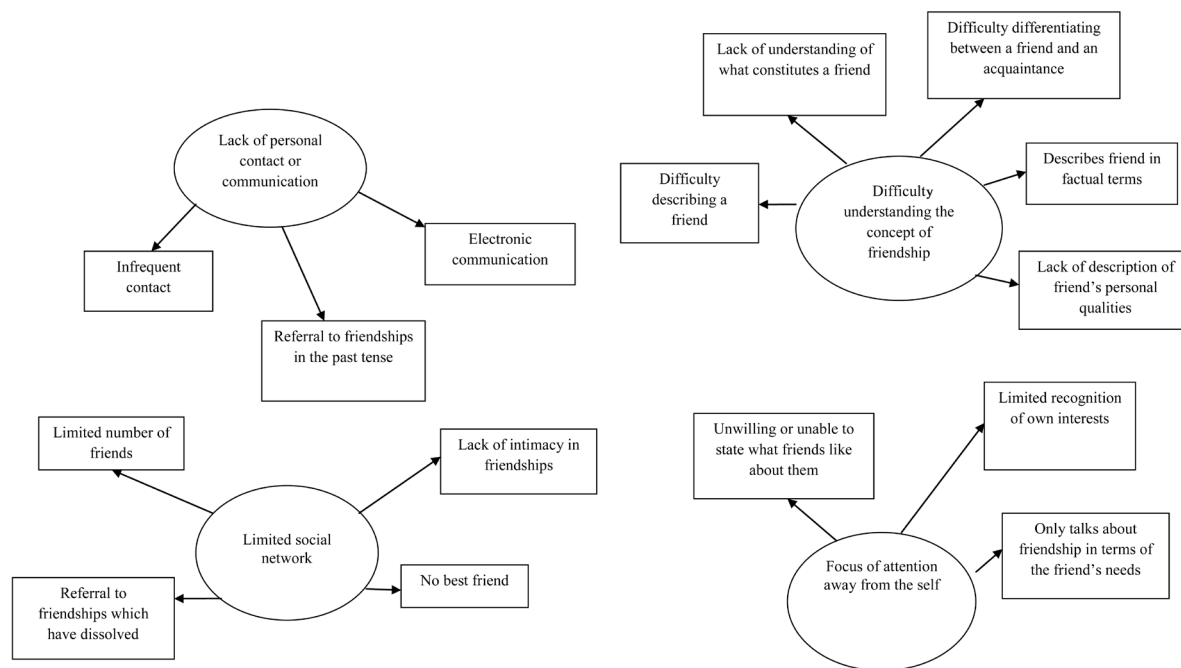 Lack of personal
contact or
communication
Infrequent
contact
Referral to friendships
in the past tense
Electronic
communication
Lack of understanding of
what constitutes a friend
Difficulty differentiating
between a friend and an
acquaintance
Difficulty
describing a
friend
Difficulty
understanding the
concept of
friendship
Describes friend in
factual terms
Lack of description of
friend’s personal
qualities
Limited number of
friends
Lack of intimacy in
friendships
Limited social
network
Referral to
friendships which
have dissolved
No best friend
Unwilling or unable to
state what friends like
about them
Limited recognition
of own interests
Focus of attention
away from the self
Only talks about
friendship in terms of
the friend’s needs